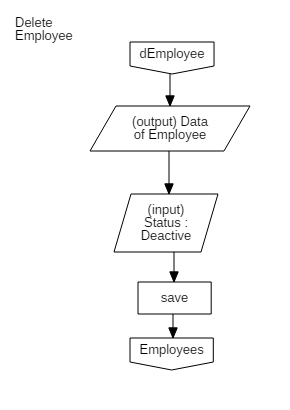 Delete
Employee
dEmployee
(output) Data
of Employee
(input)
Status :
Deactive
save
Employees